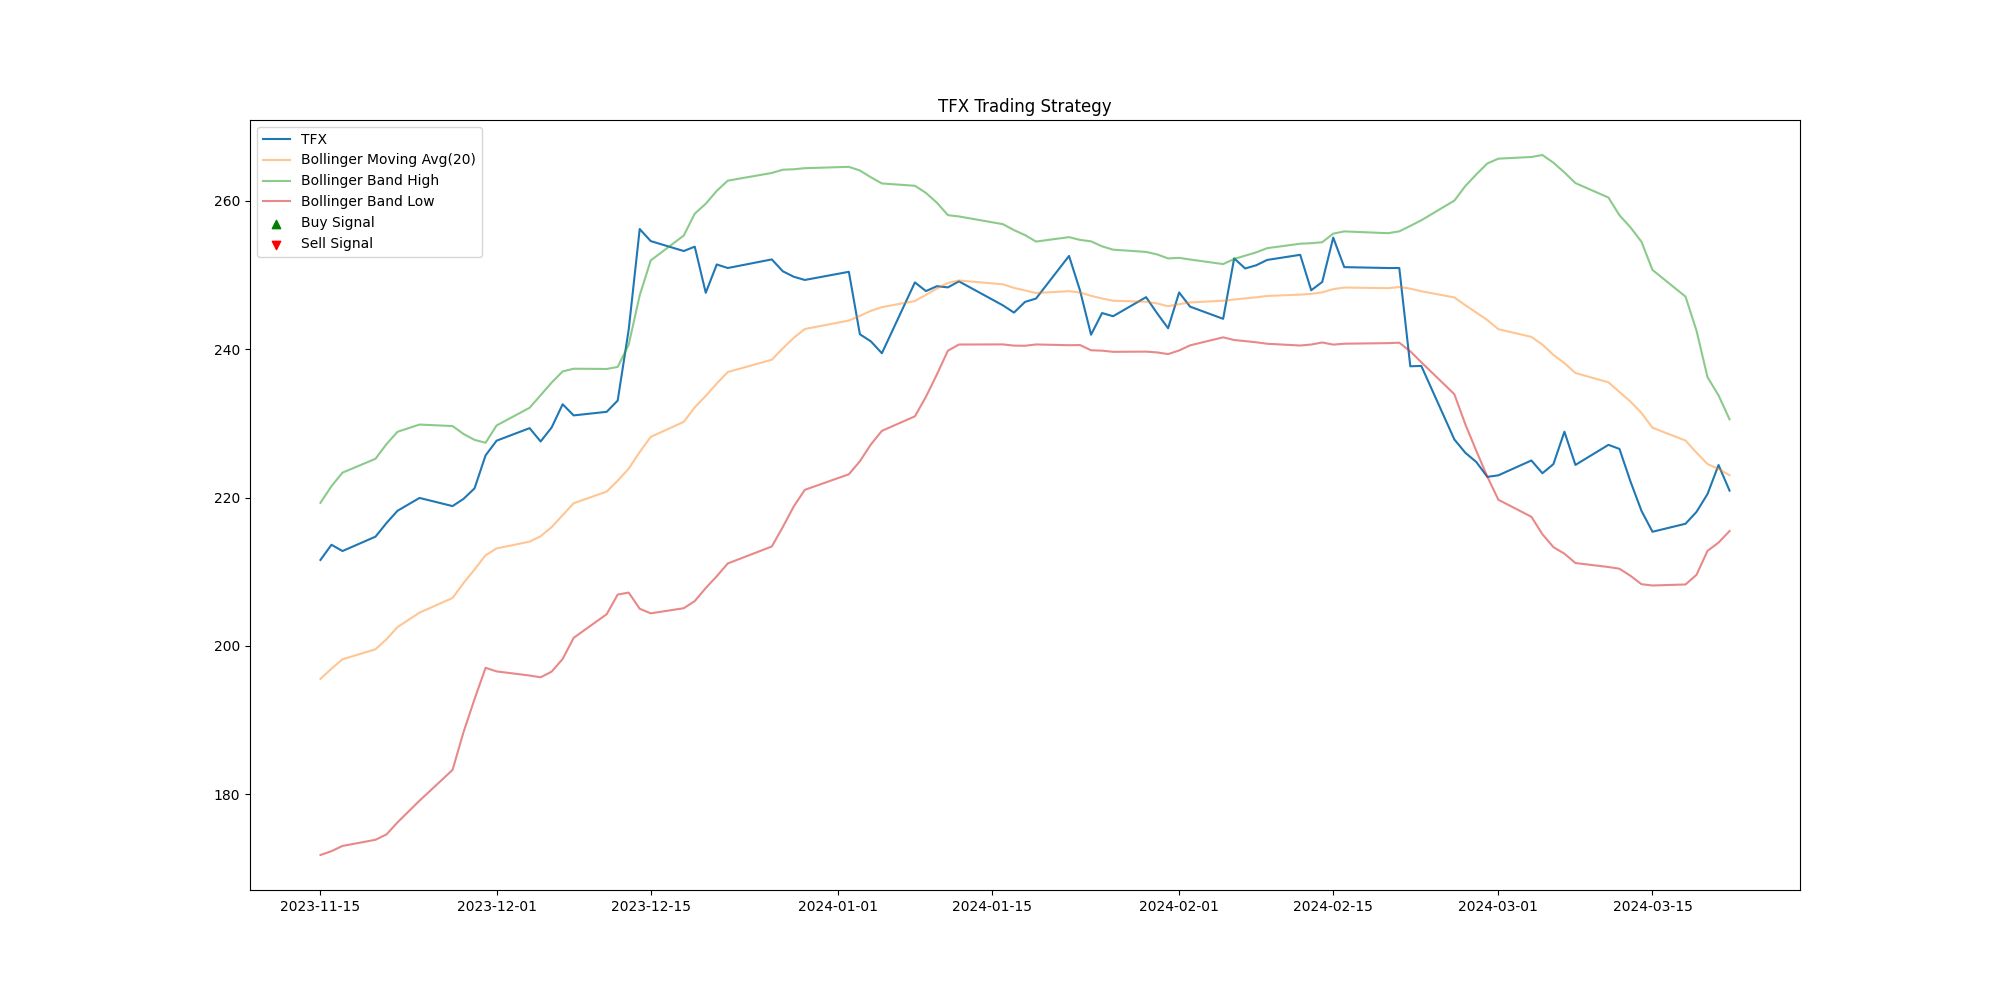 TFX Trading Strategy
TFX
Bollinger Moving Avg(20)
Bollinger Band High
Bollinger Band Low
Buy Signal
Sell Signal
260
240
220
200
180
2023-11-15 2023-12-01 2023-12-15 2024-01-01 2024-01-15 2024-02-01 2024-02-15 2024-03-01 2024-03-15